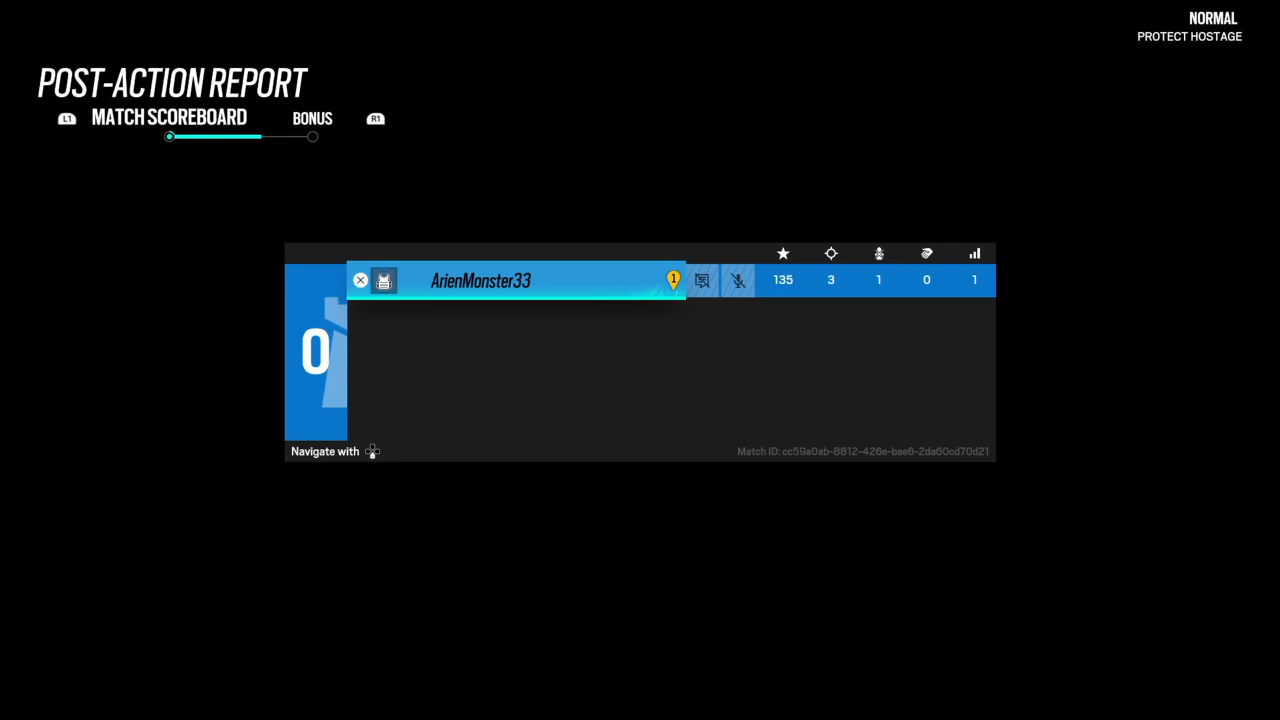 NORMAL
PROTECT HOSTAGE
POST-ACTION REPORT
L1 MATCH SCOREBOARD BONUS R1
ArienMonster33 1 135 3 1 0 1
0
Navigate with
Match ID: cc59a0ab-8812-426e-bae6-2da60cd70d21